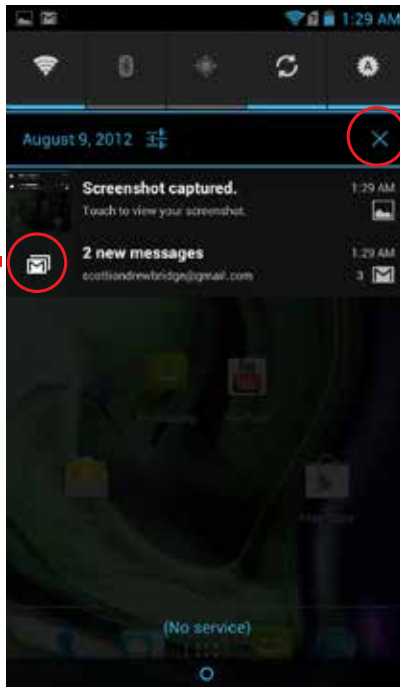 1:29 AM
A
August 9, 2012
Screenshot captured.
1:29 AM
Touch to view your screenshot.
2 new messages
1:29 AM
scottiandrewbridge@gmail.com
3
(No service)